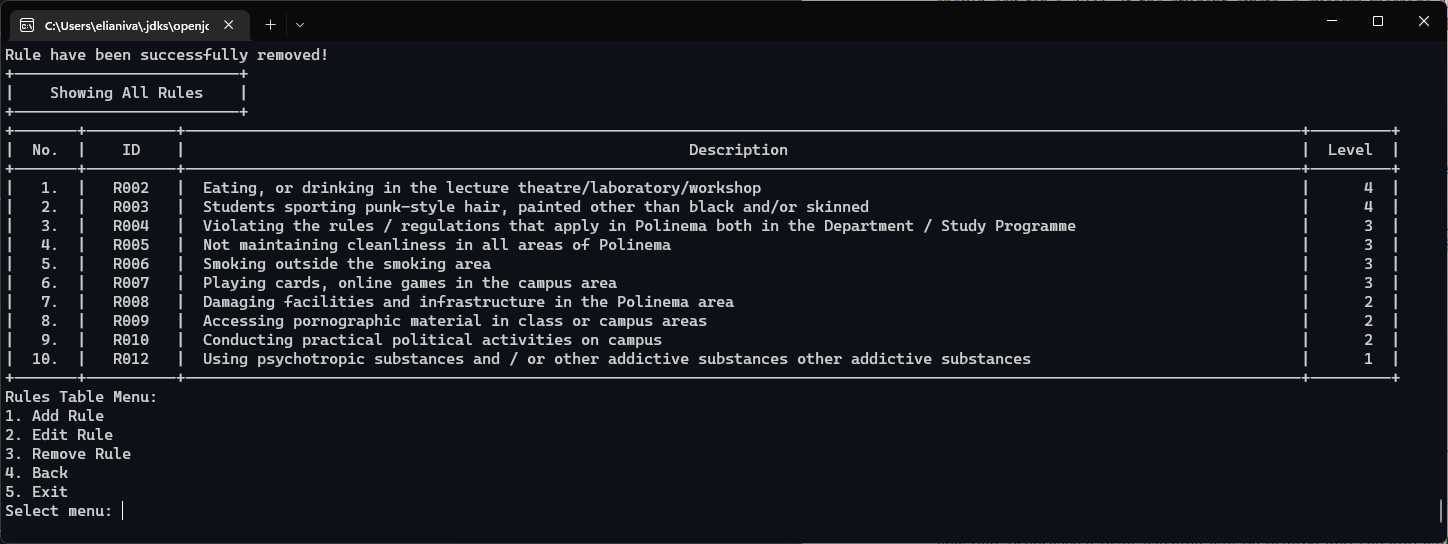 C:\Users\elianiva\.jdks\openjc
Rule have been successfully removed!
Showing All Rules
No. ID Description Level
1. R002 Eating, or drinking in the lecture theatre/laboratory/workshop 4
2. R003 Students sporting punk-style hair, painted other than black and/or skinned 4
3. R004 Violating the rules / regulations that apply in Polinema both in the Department / Study Programme 3
4. R005 Not maintaining cleanliness in all areas of Polinema 3
5. R006 Smoking outside the smoking area 3
6. R007 Playing cards, online games in the campus area 3
7. R008 Damaging facilities and infrastructure in the Polinema area 2
8. R009 Accessing pornographic material in class or campus areas 2
9. R010 Conducting practical political activities on campus 2
10. R012 Using psychotropic substances and / or other addictive substances other addictive substances 1
Rules Table Menu:
1. Add Rule
2. Edit Rule
3. Remove Rule
4. Back
5. Exit
Select menu: